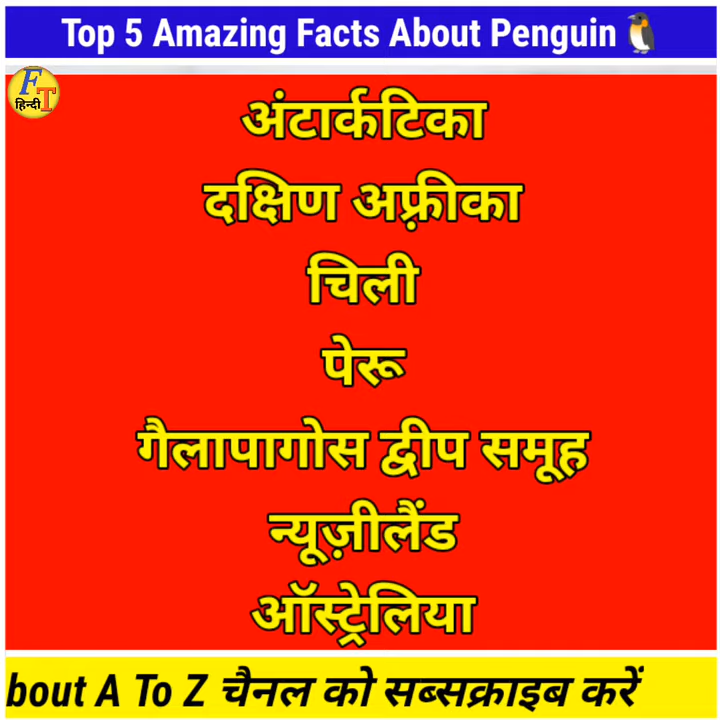 Top 5 Amazing Facts About Penguin
FT
हिन्दी
अंटार्कटिका
दक्षिण अफ़्रीका
चिली
पेरू
गैलापागोस द्वीप समूह
न्यूज़ीलैंड
ऑस्ट्रेलिया
bout A To Z चैनल को सब्सक्राइब करें